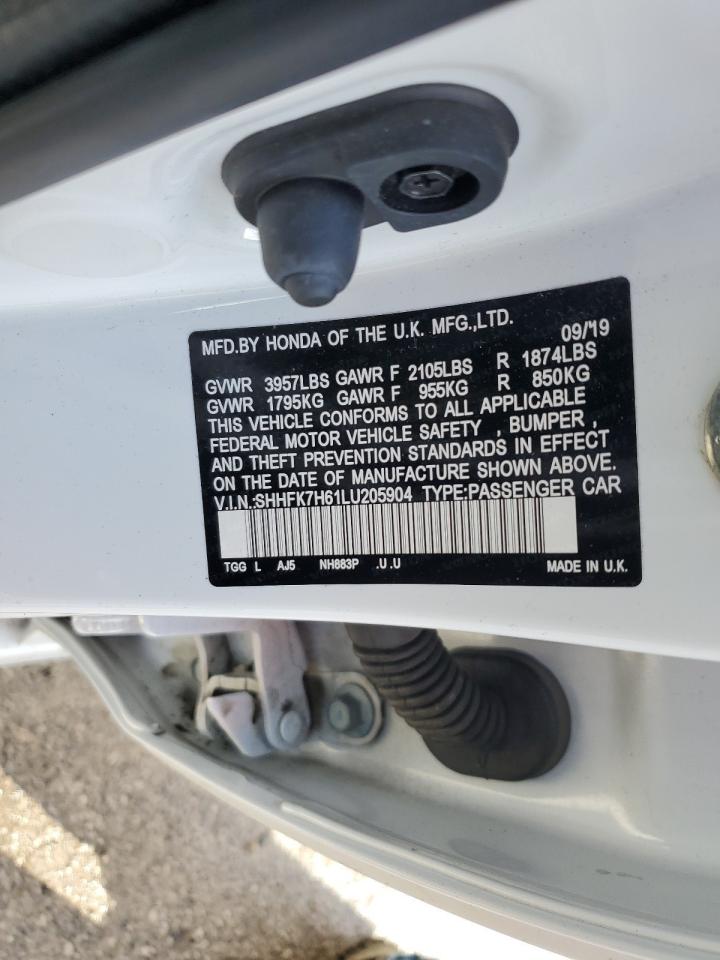 MFD.BY HONDA OF THE U.K. MFG.,LTD. 09/19
GVWR 3957LBS GAWR F 2105LBS R 1874LBS
GVWR 1795KG GAWR F 955KG R 850KG
THIS VEHICLE CONFORMS TO ALL APPLICABLE
FEDERAL MOTOR VEHICLE SAFETY , BUMPER ,
AND THEFT PREVENTION STANDARDS IN EFFECT
ON THE DATE OF MANUFACTURE SHOWN ABOVE.
V.I.N.:SHHFK7H61LU205904 TYPE:PASSENGER CAR
TGG L AJ5 NH883P .U .U MADE IN U.K.